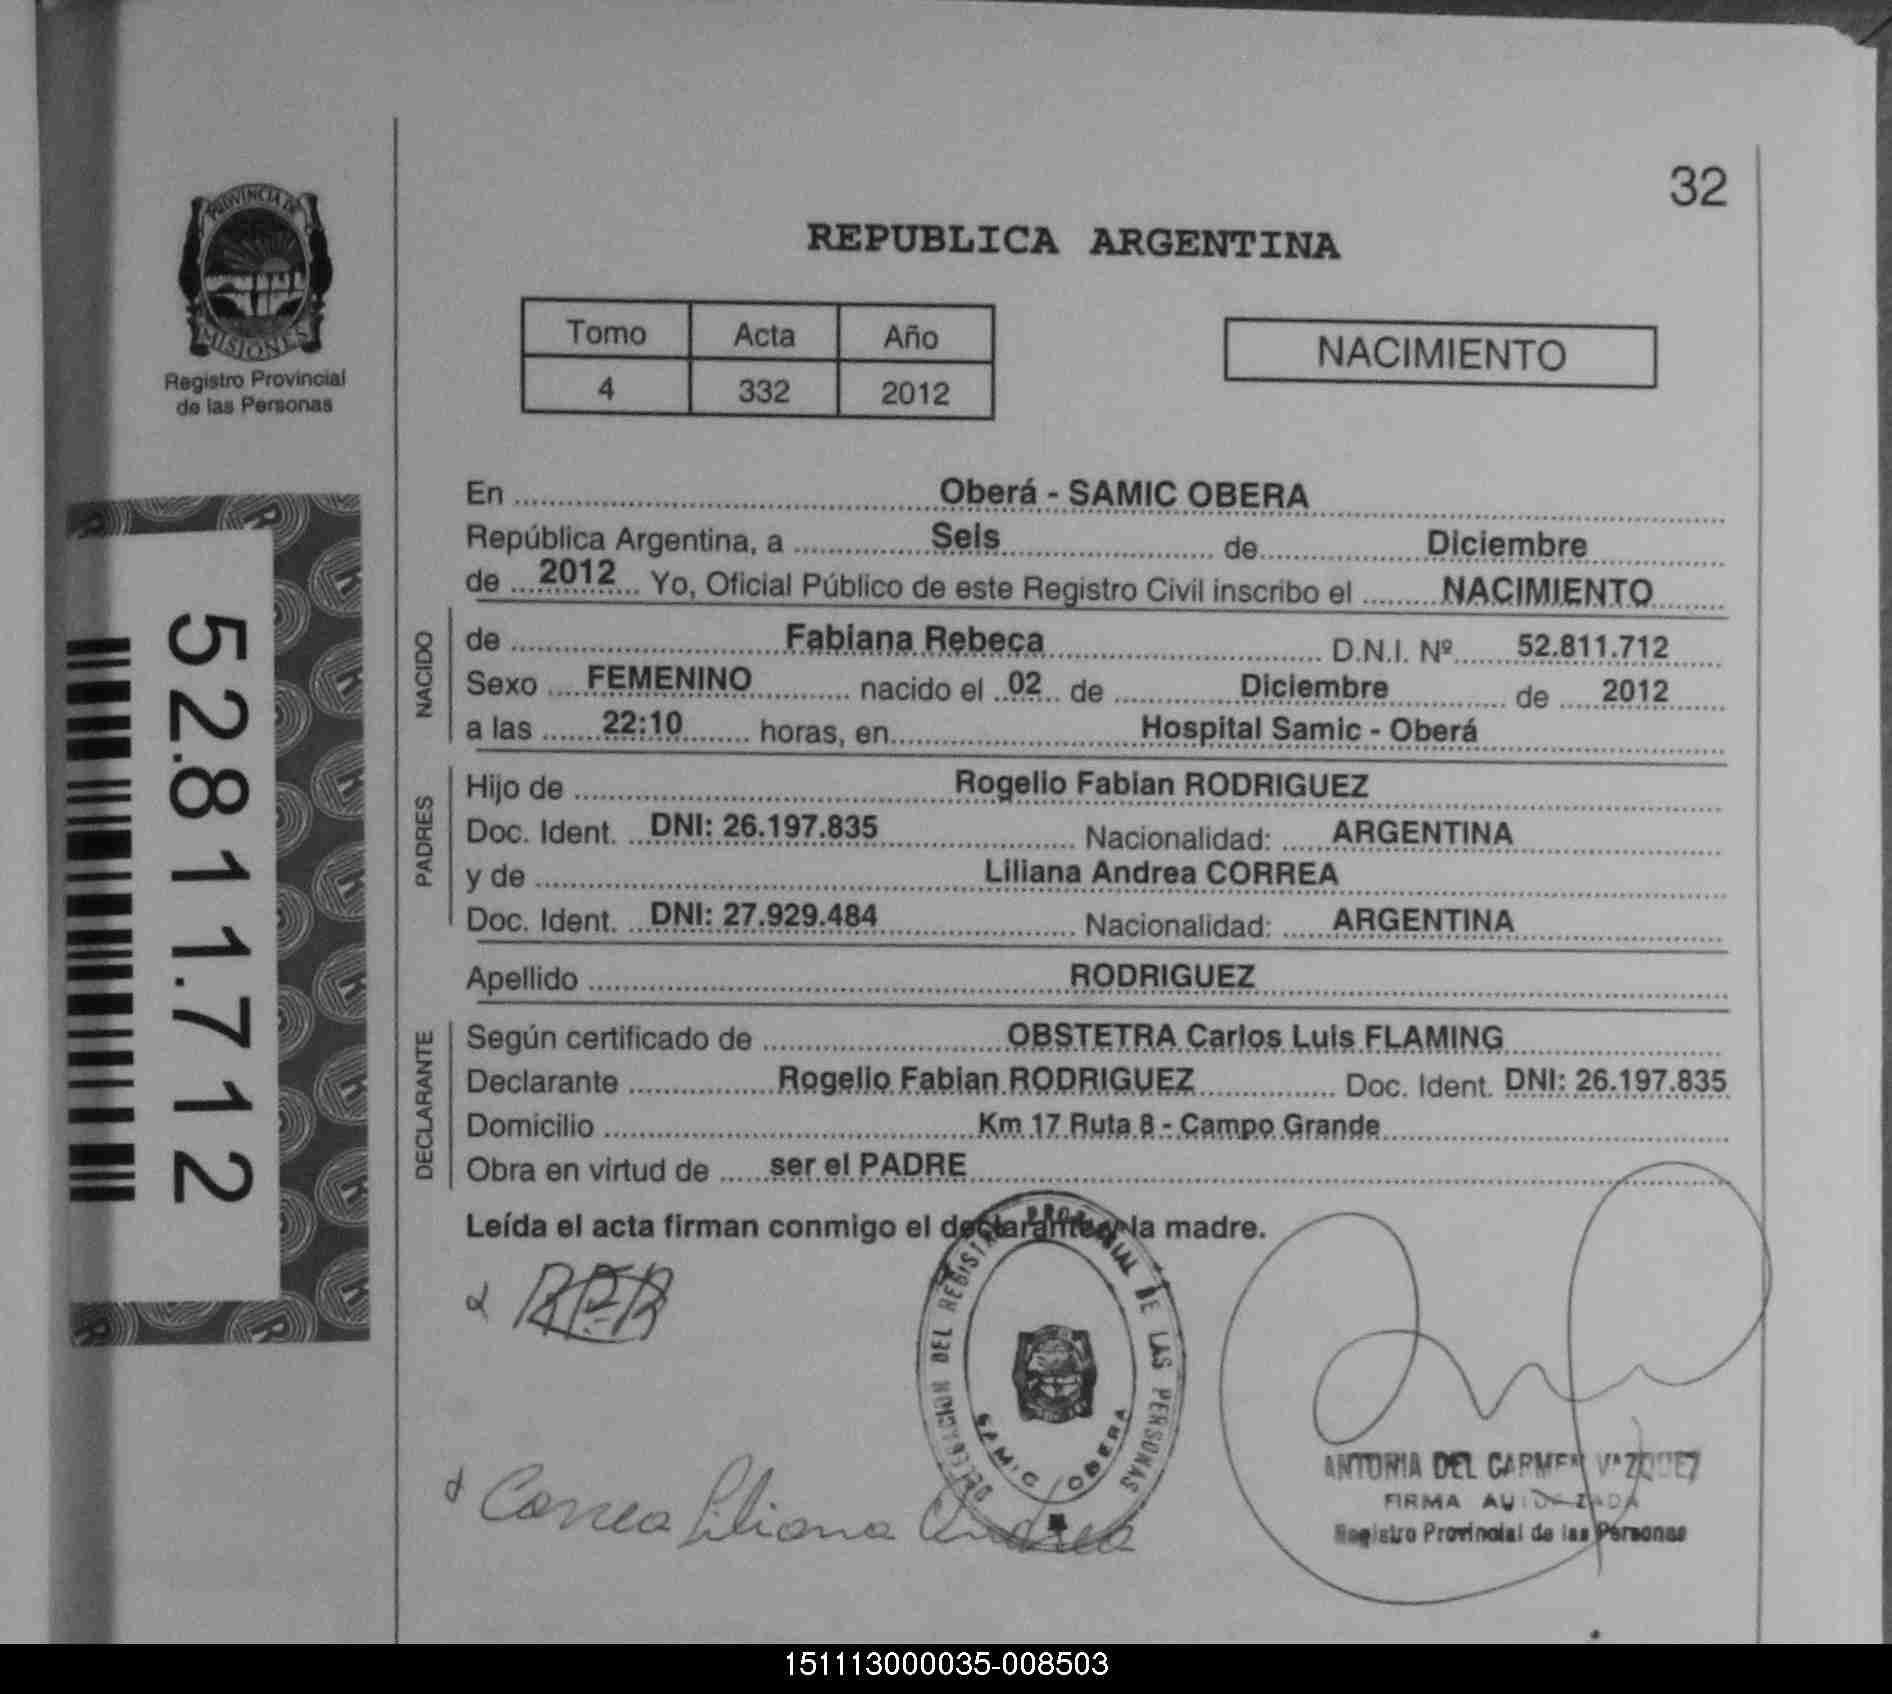 32
PROVINCIA DE
MISIONES
Registro Provincial
de las Personas
REPUBLICA ARGENTINA
Tomo Acta Año
4 332 2012
NACIMIENTO
52.811.712
En Oberá - SAMIC OBERA
República Argentina, a Seis de Diciembre
de 2012 Yo, Oficial Público de este Registro Civil inscribo el NACIMIENTO
NACIDO
de Fabiana Rebeca D.N.I. Nº 52.811.712
Sexo FEMENINO nacido el 02 de Diciembre de 2012
a las 22:10 horas, en Hospital Samic - Oberá
PADRES
Hijo de Rogelio Fabian RODRIGUEZ
Doc. Ident. DNI: 26.197.835 Nacionalidad: ARGENTINA
y de Liliana Andrea CORREA
Doc. Ident. DNI: 27.929.484 Nacionalidad: ARGENTINA
Apellido RODRIGUEZ
DECLARANTE
Según certificado de OBSTETRA Carlos Luis FLAMING
Declarante Rogelio Fabian RODRIGUEZ Doc. Ident. DNI: 26.197.835
Domicilio Km 17 Ruta 8 - Campo Grande
Obra en virtud de ser el PADRE
Leída el acta firman conmigo el declarante y la madre.
DELEGACION DEL REGISTRO PROVINCIAL DE LAS PERSONAS
SAMIC OBERA
Correa Liliana Andrea
ANTONIA DEL CARMEN VAZQUEZ
FIRMA AUTORIZADA
Registro Provincial de las Personas
151113000035-008503